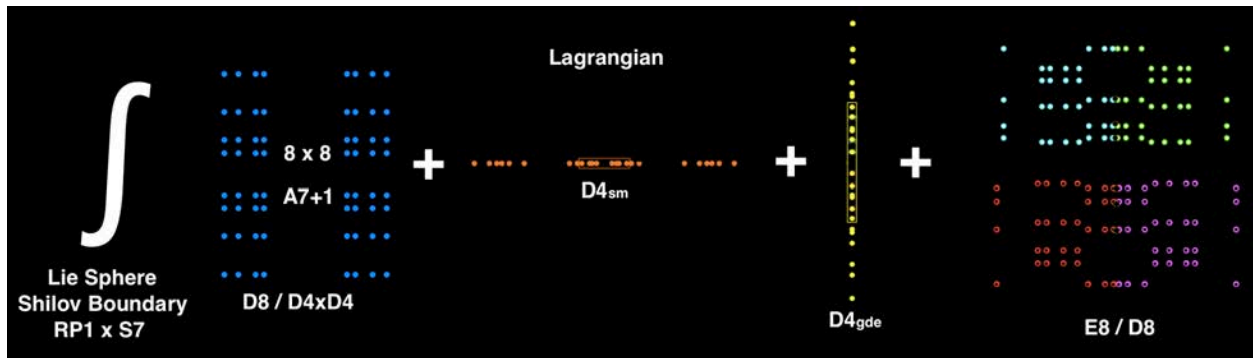 Lagrangian
∫
8 x 8
A7+1
+
D4sm
+
+
Lie Sphere
Shilov Boundary
RP1 x S7
D8 / D4xD4
D4gde
E8 / D8